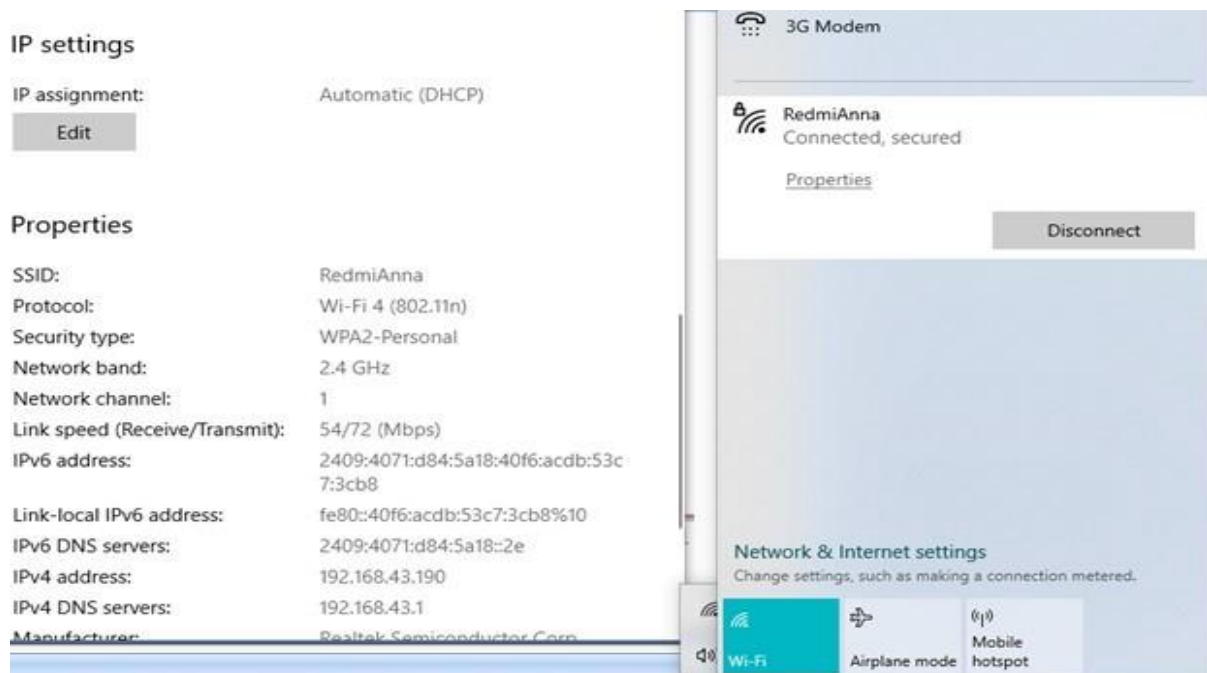 IP settings
IP assignment: Automatic (DHCP)
Edit
Properties
SSID: RedmiAnna
Protocol: Wi-Fi 4 (802.11n)
Security type: WPA2-Personal
Network band: 2.4 GHz
Network channel: 1
Link speed (Receive/Transmit): 54/72 (Mbps)
IPv6 address: 2409:4071:d84:5a18:40f6:acdb:53c
7:3cb8
Link-local IPv6 address: fe80::40f6:acdb:53c7:3cb8%10
IPv6 DNS servers: 2409:4071:d84:5a18::2e
IPv4 address: 192.168.43.190
IPv4 DNS servers: 192.168.43.1
Manufacturer: Realtek Semiconductor Corp.
3G Modem
RedmiAnna
Connected, secured
Properties
Disconnect
Network & Internet settings
Change settings, such as making a connection metered.
Wi-Fi
Airplane mode
Mobile
hotspot